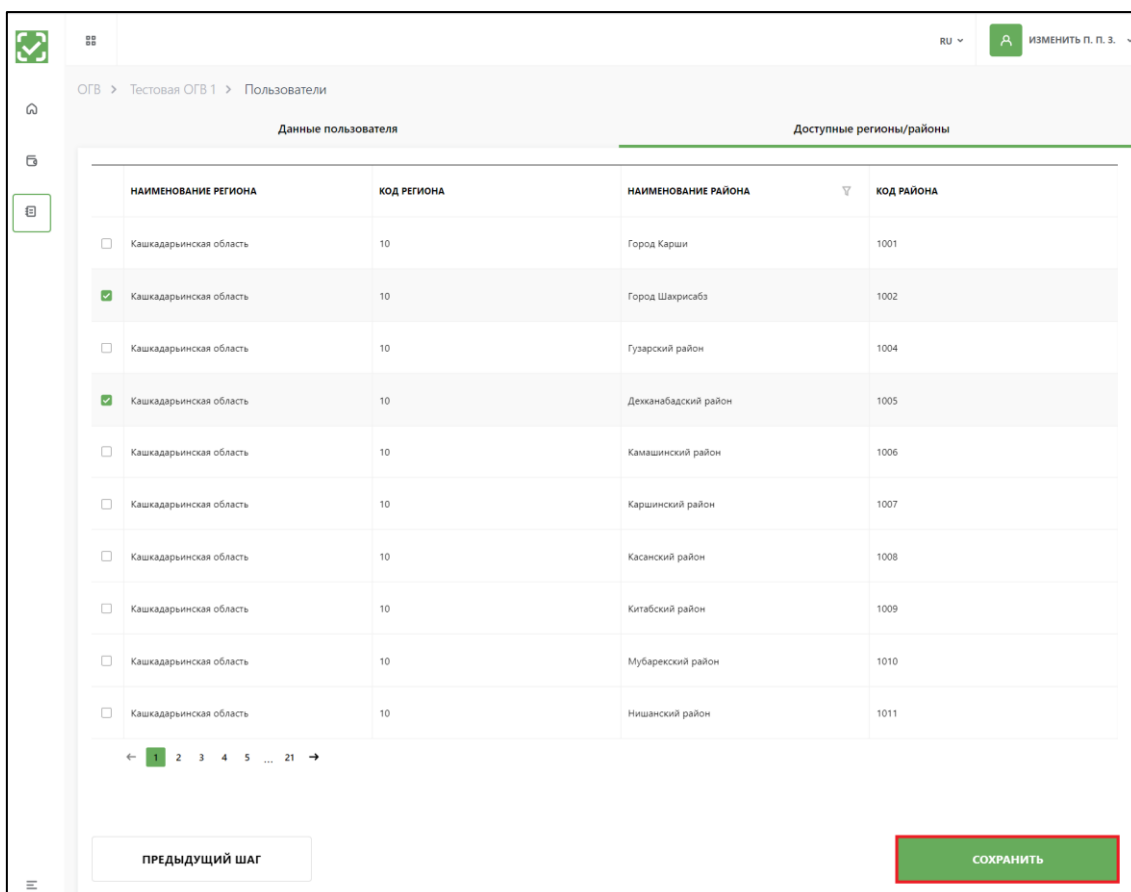 RU ИЗМЕНИТЬ П. П. З.
ОГВ > Тестовая ОГВ 1 > Пользователи
Данные пользователя Доступные регионы/районы
НАИМЕНОВАНИЕ РЕГИОНА КОД РЕГИОНА НАИМЕНОВАНИЕ РАЙОНА КОД РАЙОНА
Кашкадарьинская область 10 Город Карши 1001
Кашкадарьинская область 10 Город Шахрисабз 1002
Кашкадарьинская область 10 Гузарский район 1004
Кашкадарьинская область 10 Дехканабадский район 1005
Кашкадарьинская область 10 Камашинский район 1006
Кашкадарьинская область 10 Каршинский район 1007
Кашкадарьинская область 10 Касанский район 1008
Кашкадарьинская область 10 Китабский район 1009
Кашкадарьинская область 10 Мубарекский район 1010
Кашкадарьинская область 10 Нишанский район 1011
← 1 2 3 4 5 ... 21 →
ПРЕДЫДУЩИЙ ШАГ СОХРАНИТЬ